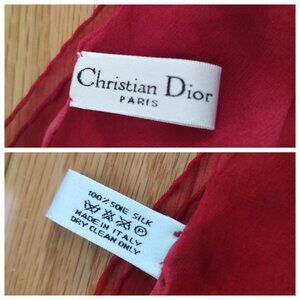 Christian Dior
PARIS
100% SOIE SILK
MADE IN ITALY
DRY CLEAN ONLY